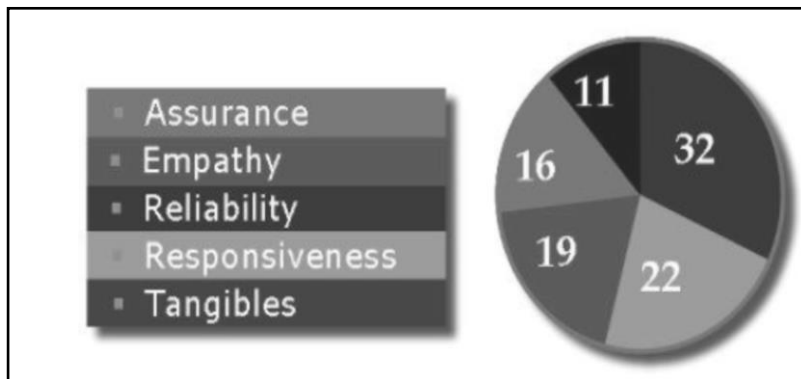 Assurance
Empathy
Reliability
Responsiveness
Tangibles
11
32
16
19
22